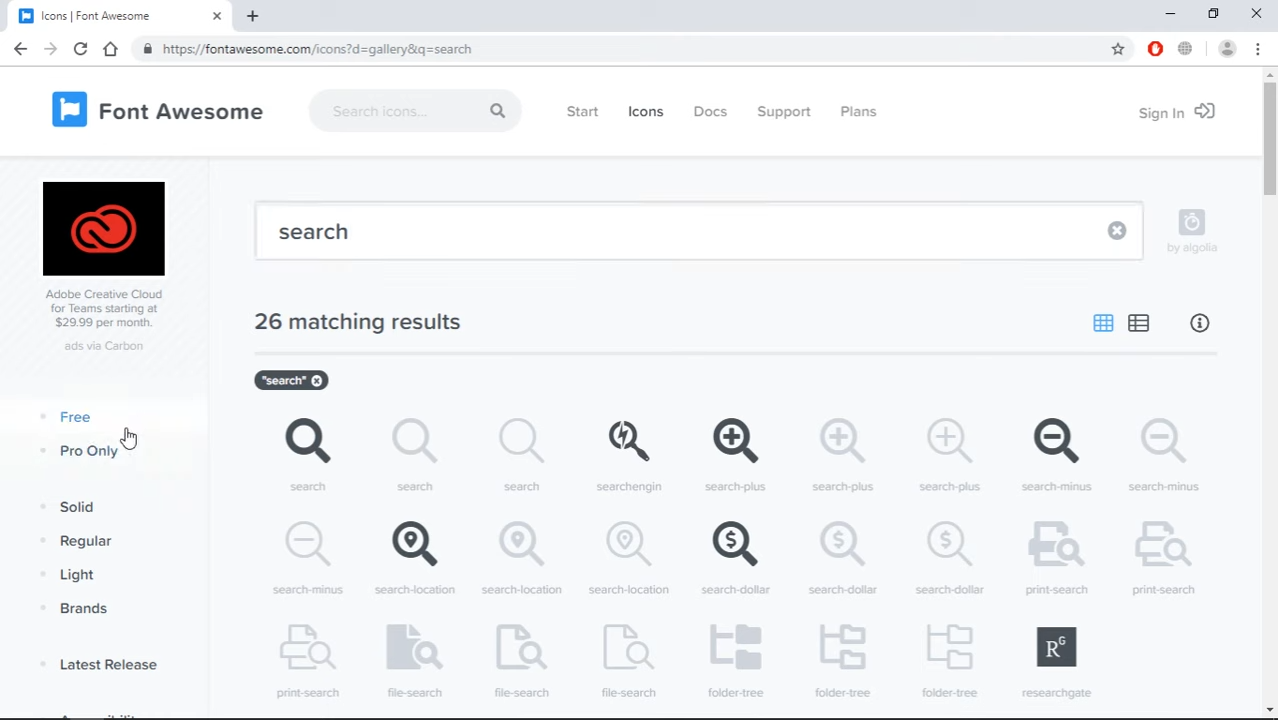 Icons | Font Awesome
https://fontawesome.com/icons?d=gallery&q=search
Font Awesome
Search icons...
Start
Icons
Docs
Support
Plans
Sign In
Adobe Creative Cloud
for Teams starting at
$29.99 per month.
ads via Carbon
Free
Pro Only
Solid
Regular
Light
Brands
Latest Release
search
by algolia
26 matching results
"search"
search
search
search
searchengin
search-plus
search-plus
search-plus
search-minus
search-minus
search-minus
search-location
search-location
search-location
search-dollar
search-dollar
search-dollar
print-search
print-search
print-search
file-search
file-search
file-search
folder-tree
folder-tree
folder-tree
RG
researchgate